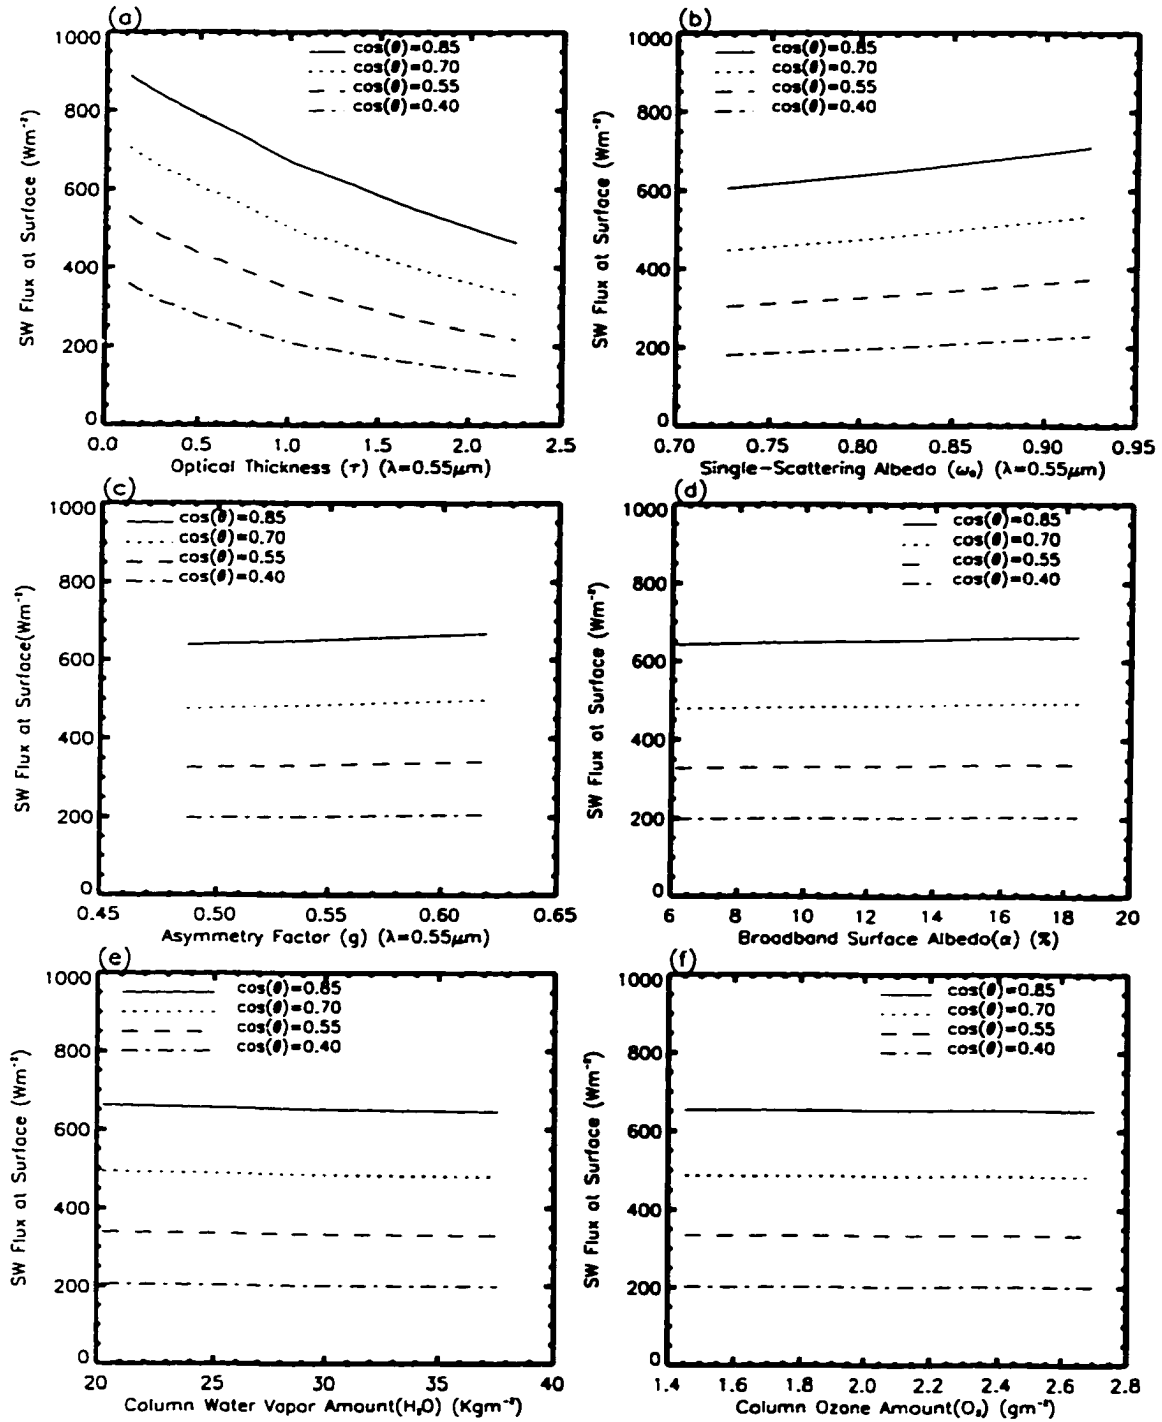 (a)
1000
800
600
400
200
0
SW Flux at Surface (Wm⁻²)
cos(θ)=0.85
cos(θ)=0.70
cos(θ)=0.55
cos(θ)=0.40
0.0 0.5 1.0 1.5 2.0 2.5
Optical Thickness (τ) (λ=0.55μm)
(b)
1000
800
600
400
200
0
SW Flux at Surface (Wm⁻²)
cos(θ)=0.85
cos(θ)=0.70
cos(θ)=0.55
cos(θ)=0.40
0.70 0.75 0.80 0.85 0.90 0.95
Single-Scattering Albedo (ω₀) (λ=0.55μm)
(c)
1000
800
600
400
200
0
SW Flux at Surface(Wm⁻²)
cos(θ)=0.85
cos(θ)=0.70
cos(θ)=0.55
cos(θ)=0.40
0.45 0.50 0.55 0.60 0.65
Asymmetry Factor (g) (λ=0.55μm)
(d)
1000
800
600
400
200
0
SW Flux at Surface (Wm⁻²)
cos(θ)=0.85
cos(θ)=0.70
cos(θ)=0.55
cos(θ)=0.40
6 8 10 12 14 16 18 20
Broadband Surface Albedo(α) (%)
(e)
1000
800
600
400
200
0
SW Flux at Surface (Wm⁻²)
cos(θ)=0.85
cos(θ)=0.70
cos(θ)=0.55
cos(θ)=0.40
20 25 30 35 40
Column Water Vapor Amount(H₂O) (Kgm⁻²)
(f)
1000
800
600
400
200
0
SW Flux at Surface (Wm⁻²)
cos(θ)=0.85
cos(θ)=0.70
cos(θ)=0.55
cos(θ)=0.40
1.4 1.6 1.8 2.0 2.2 2.4 2.6 2.8
Column Ozone Amount(O₃) (gm⁻²)